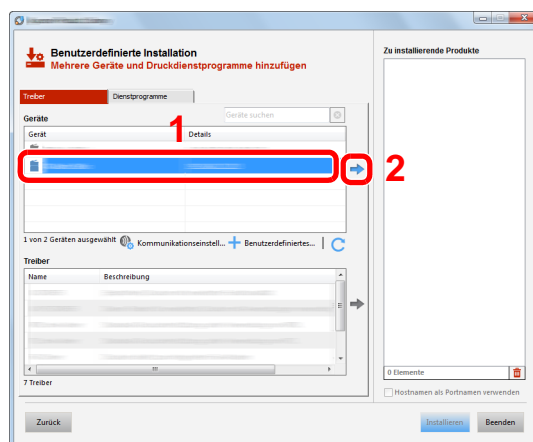 Benutzerdefinierte Installation
Mehrere Geräte und Druckdienstprogramme hinzufügen
Zu installierende Produkte
Treiber
Dienstprogramme
Geräte
Geräte suchen
1
Gerät
Details
2
1 von 2 Geräten ausgewählt
Kommunikationseinstell...
Benutzerdefiniertes...
Treiber
Name
Beschreibung
7 Treiber
0 Elemente
Hostnamen als Portnamen verwenden
Zurück
Installieren
Beenden